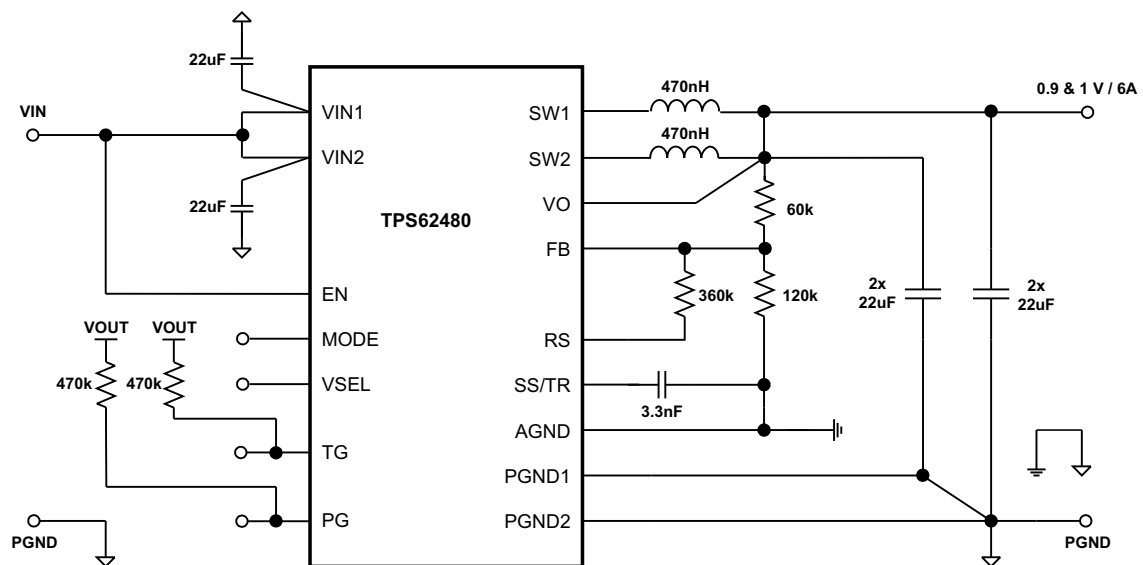 22uF
VIN
22uF
VIN1
VIN2
EN
VOUT
VOUT
470k
470k
MODE
VSEL
TG
PG
PGND
TPS62480
SW1
SW2
VO
FB
RS
SS/TR
AGND
PGND1
PGND2
470nH
470nH
60k
360k
120k
3.3nF
2x
22uF
2x
22uF
0.9 & 1 V / 6A
PGND